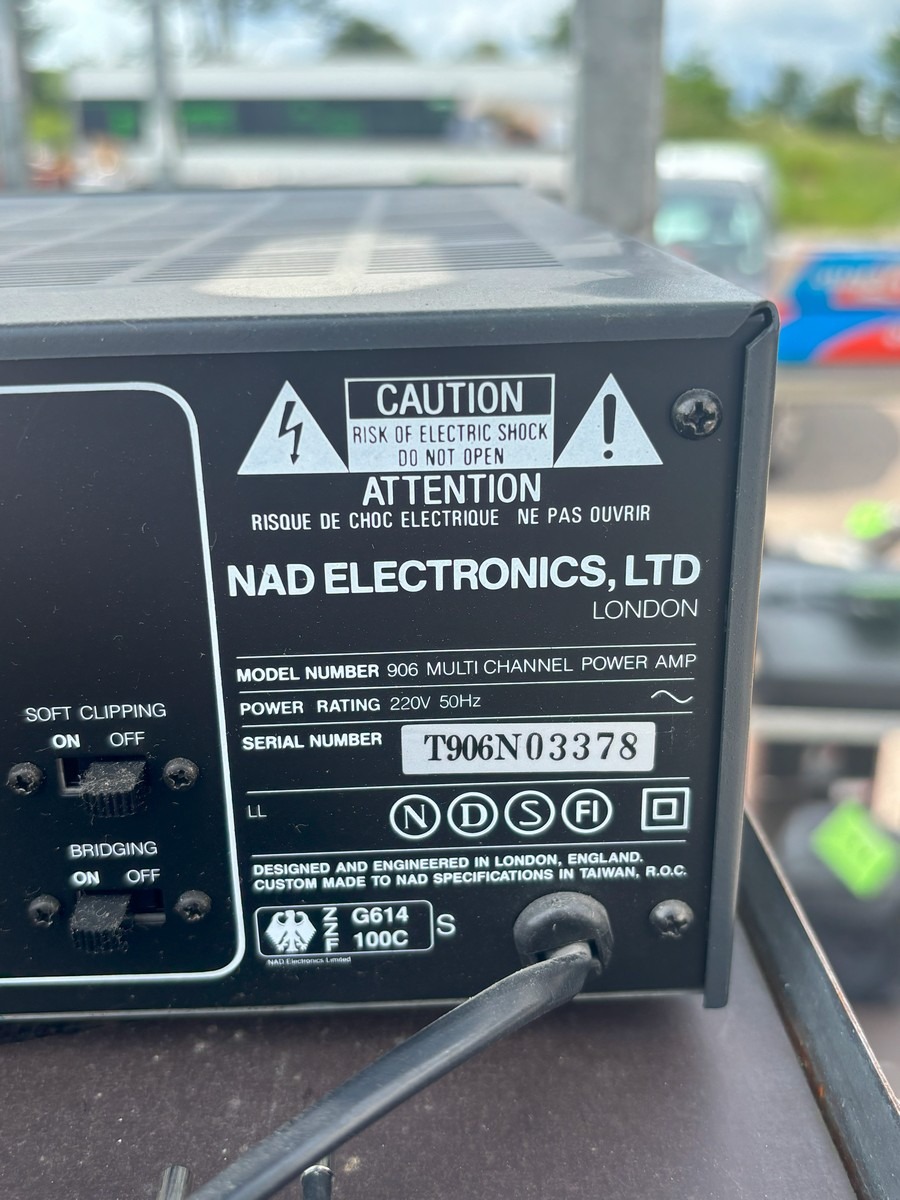 CAUTION
RISK OF ELECTRIC SHOCK
DO NOT OPEN
ATTENTION
RISQUE DE CHOC ELECTRIQUE NE PAS OUVRIR
NAD ELECTRONICS, LTD
LONDON
MODEL NUMBER 906 MULTI CHANNEL POWER AMP
POWER RATING 220V 50Hz
SERIAL NUMBER T906N03378
LL N D S FI
DESIGNED AND ENGINEERED IN LONDON, ENGLAND.
CUSTOM MADE TO NAD SPECIFICATIONS IN TAIWAN, R.O.C.
ZZF G614 100C S
NAD Electronics Limited
SOFT CLIPPING
ON OFF
BRIDGING
ON OFF